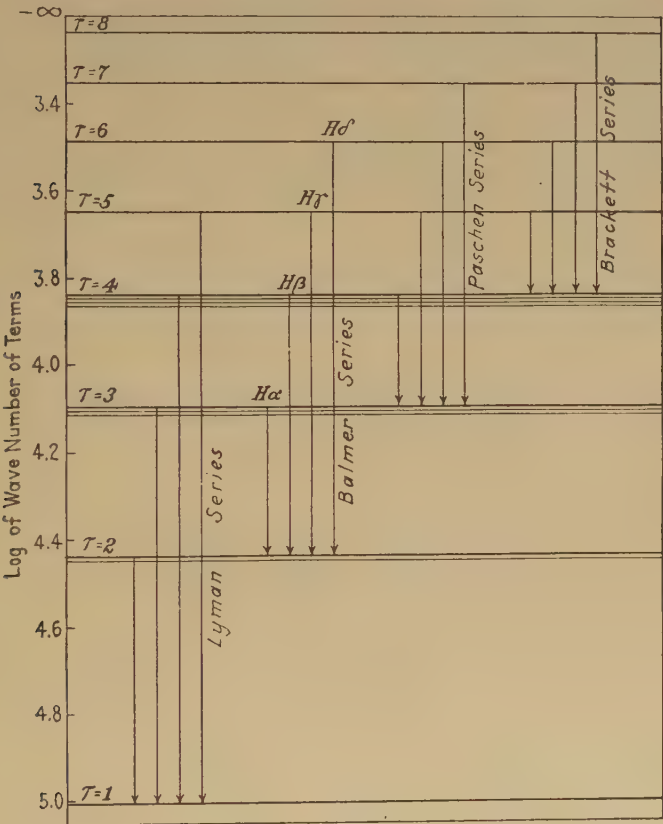 -∞
τ=8
τ=7
3.4
τ=6
Hδ
3.6
τ=5
Hγ
3.8
τ=4
Hβ
4.0
τ=3
Hα
4.2
4.4
τ=2
4.6
4.8
5.0
τ=1
Log of Wave Number of Terms
Lyman Series
Balmer Series
Paschen Series
Brackett Series